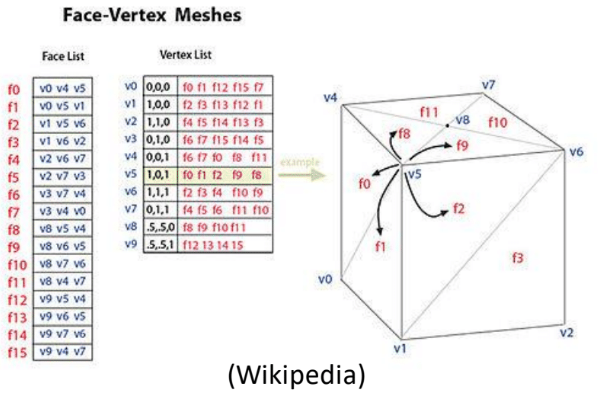 Face-Vertex Meshes
Face List
f0 v0 v4 v5
f1 v0 v5 v1
f2 v1 v5 v6
f3 v1 v6 v2
f4 v2 v6 v7
f5 v2 v7 v3
f6 v3 v7 v4
f7 v3 v4 v0
f8 v8 v5 v4
f9 v8 v6 v5
f10 v8 v7 v6
f11 v8 v4 v7
f12 v9 v5 v4
f13 v9 v6 v5
f14 v9 v7 v6
f15 v9 v4 v7
Vertex List
v0 0,0,0 f0 f1 f12 f15 f7
v1 1,0,0 f2 f3 f13 f12 f1
v2 1,1,0 f4 f5 f14 f13 f3
v3 0,1,0 f6 f7 f15 f14 f5
v4 0,0,1 f6 f7 f0 f8 f11
v5 1,0,1 f0 f1 f2 f9 f8
v6 1,1,1 f2 f3 f4 f10 f9
v7 0,1,1 f4 f5 f6 f11 f10
v8 .5,.5,0 f8 f9 f10 f11
v9 .5,.5,1 f12 13 14 15
example
v7
v4
f11
v8
f10
f8
f9
v6
v5
f0
f2
f1
f3
v0
v2
v1
(Wikipedia)